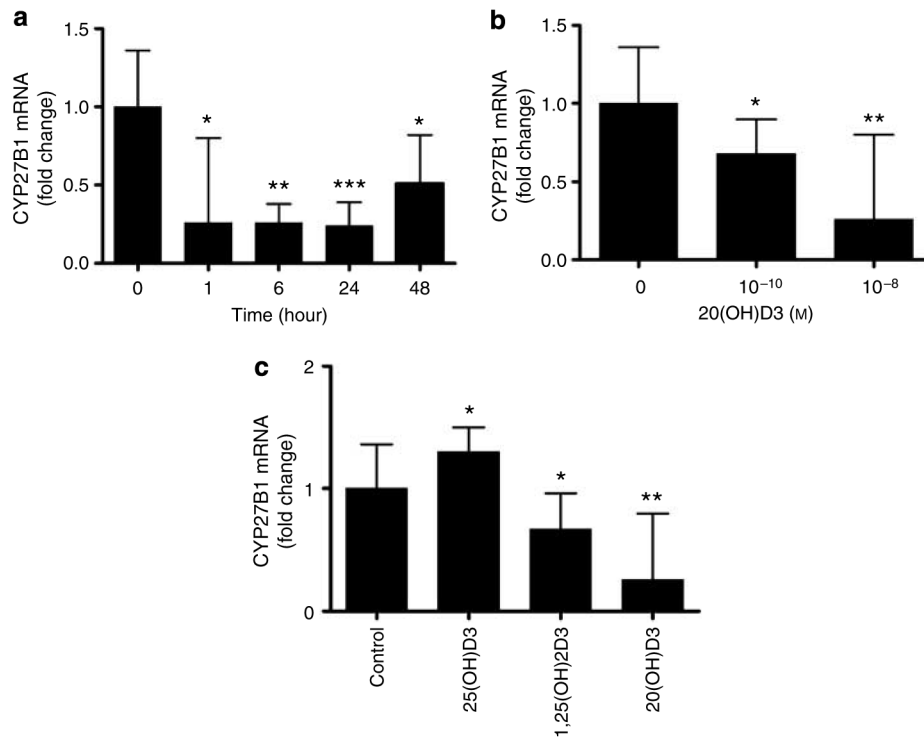 a
CYP27B1 mRNA
(fold change)
1.5
1.0
0.5
0.0
*
**
***
*
0
1
6
24
48
Time (hour)
b
CYP27B1 mRNA
(fold change)
1.5
1.0
0.5
0.0
*
**
0
10⁻¹⁰
10⁻⁸
20(OH)D3 (M)
c
CYP27B1 mRNA
(fold change)
2
1
0
*
*
**
Control
25(OH)D3
1,25(OH)2D3
20(OH)D3